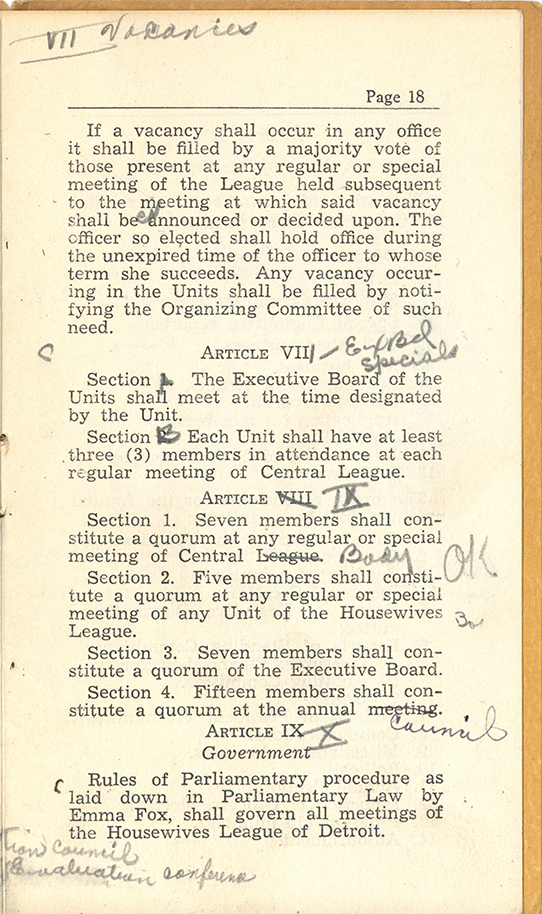 VII Vacancies
Page 18
If a vacancy shall occur in any office
it shall be filled by a majority vote of
those present at any regular or special
meeting of the League held subsequent
to the meeting at which said vacancy
shall be announced or decided upon. The
officer so elected shall hold office during
the unexpired time of the officer to whose
term she succeeds. Any vacancy occur-
ing in the Units shall be filled by noti-
fying the Organizing Committee of such
need.
ARTICLE VII - Ex Bd
Specials
Section 1. The Executive Board of the
Units shall meet at the time designated
by the Unit.
Section 2. Each Unit shall have at least
three (3) members in attendance at each
regular meeting of Central League.
ARTICLE VIII IX
Section 1. Seven members shall con-
stitute a quorum at any regular or special
meeting of Central League. Body OK
Section 2. Five members shall consti-
tute a quorum at any regular or special
meeting of any Unit of the Housewives
League.
Section 3. Seven members shall con-
stitute a quorum of the Executive Board.
Section 4. Fifteen members shall con-
stitute a quorum at the annual meeting.
Council
ARTICLE IX X
Government
Rules of Parliamentary procedure as
laid down in Parliamentary Law by
Emma Fox, shall govern all meetings of
the Housewives League of Detroit.
tion Council
Evaluation conference